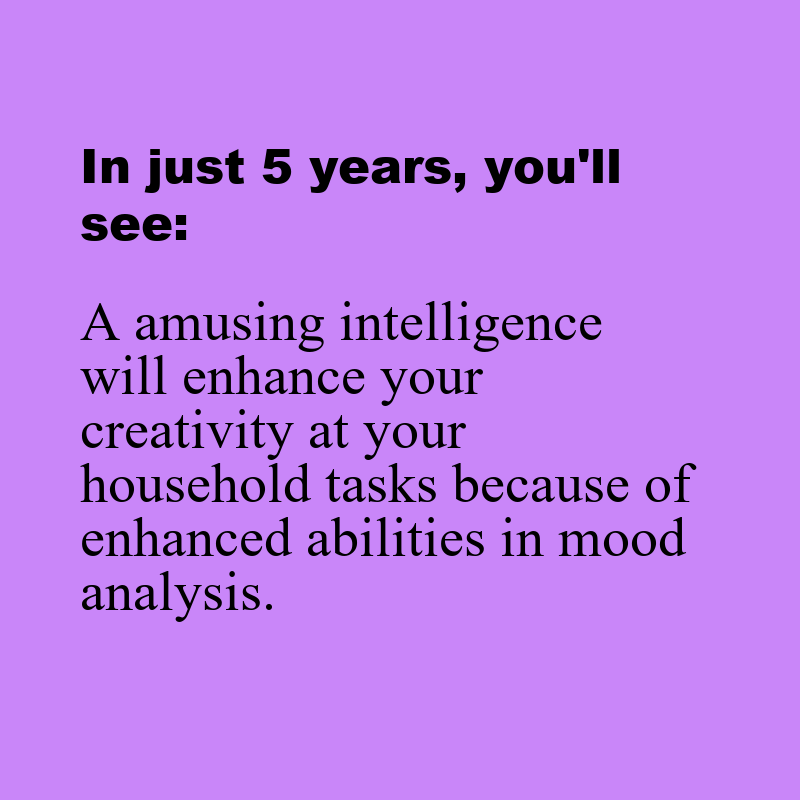 In just 5 years, you'll
see:
A amusing intelligence
will enhance your
creativity at your
household tasks because of
enhanced abilities in mood
analysis.